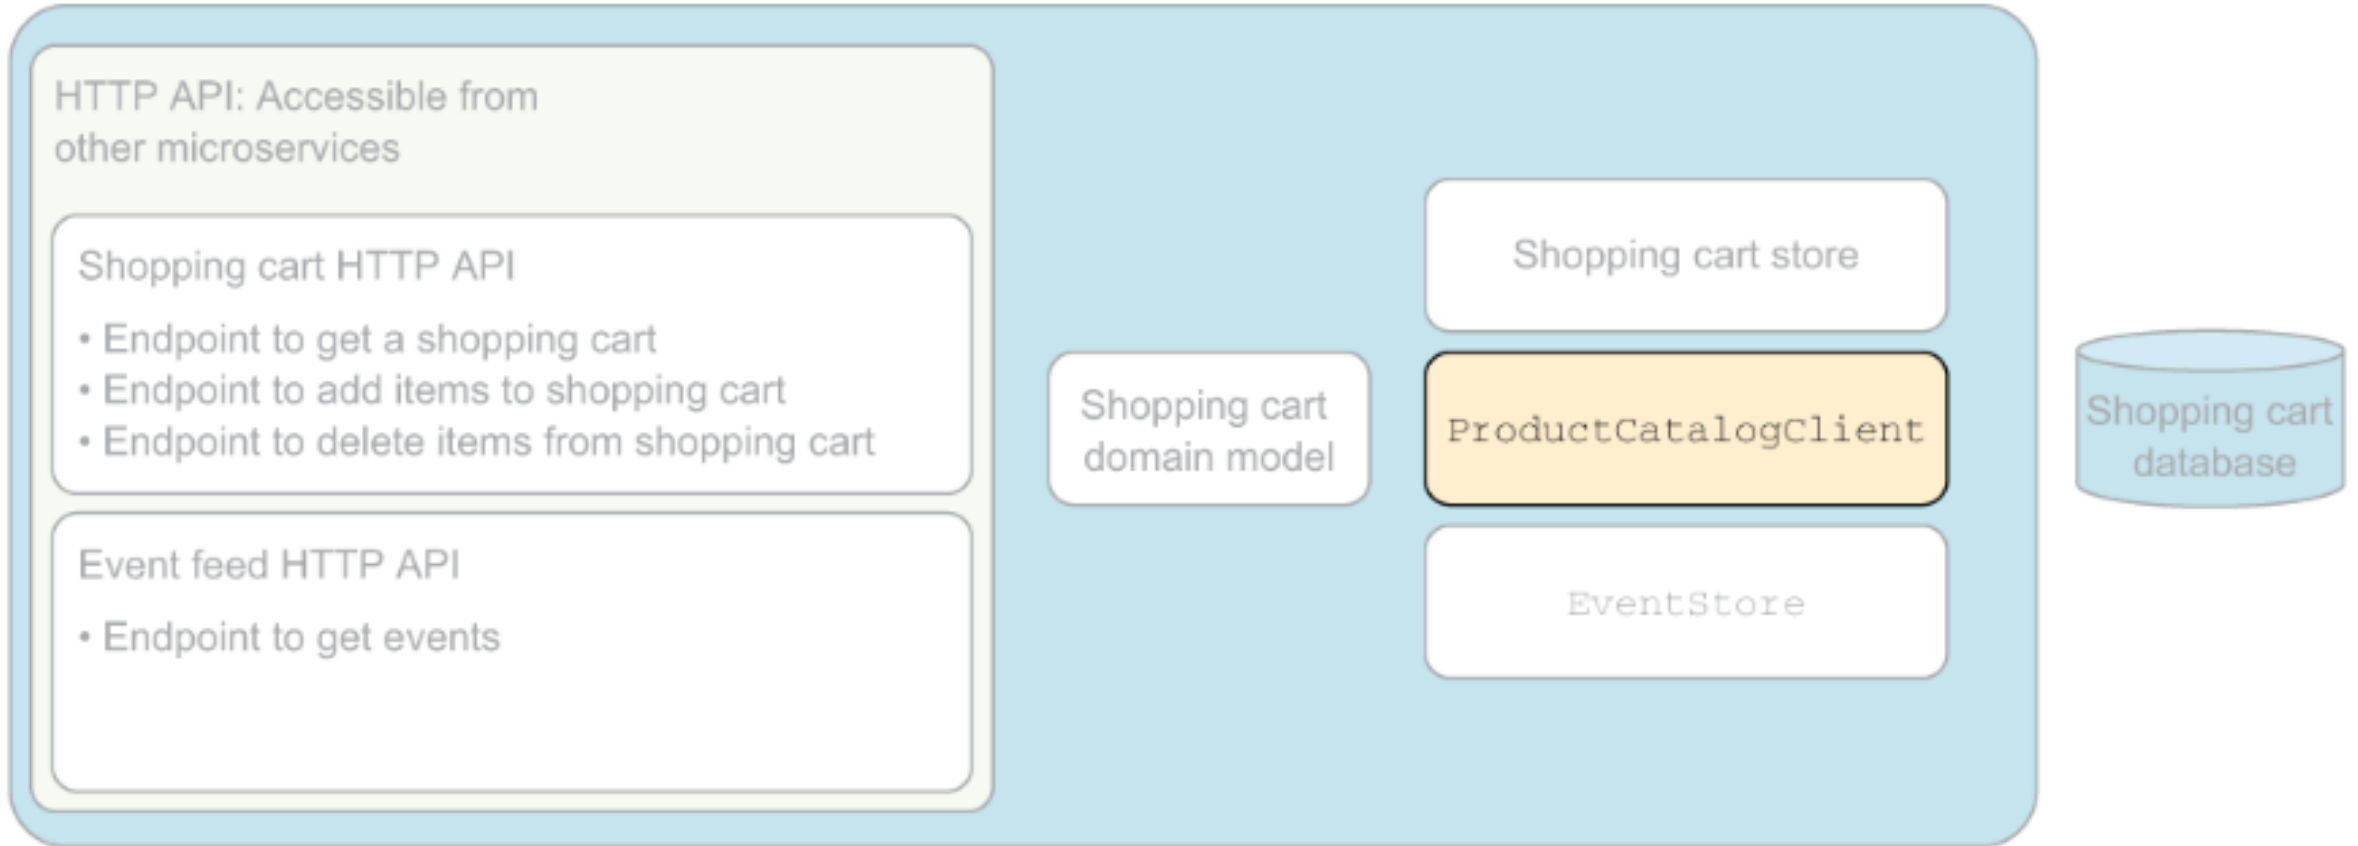 HTTP API: Accessible from
other microservices
Shopping cart HTTP API
• Endpoint to get a shopping cart
• Endpoint to add items to shopping cart
• Endpoint to delete items from shopping cart
Event feed HTTP API
• Endpoint to get events
Shopping cart
domain model
Shopping cart store
ProductCatalogClient
EventStore
Shopping cart
database